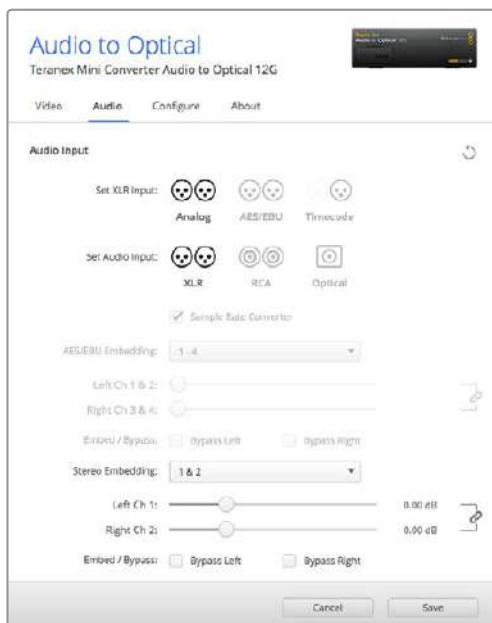 Audio to Optical
Teranex Mini Converter Audio to Optical 12G
Video Audio Configure About
Audio Input
Set XLR Input:
Analog AES/EBU Timecode
Set Audio Input:
XLR RCA Optical
Sample Rate Converter
AES/EBU Embedding: 1 - 4
Left Ch 1 & 2:
Right Ch 3 & 4:
Embed / Bypass: Bypass Left Bypass Right
Stereo Embedding: 1 & 2
Left Ch 1: 0.00 dB
Right Ch 2: 0.00 dB
Embed / Bypass: Bypass Left Bypass Right
Cancel Save